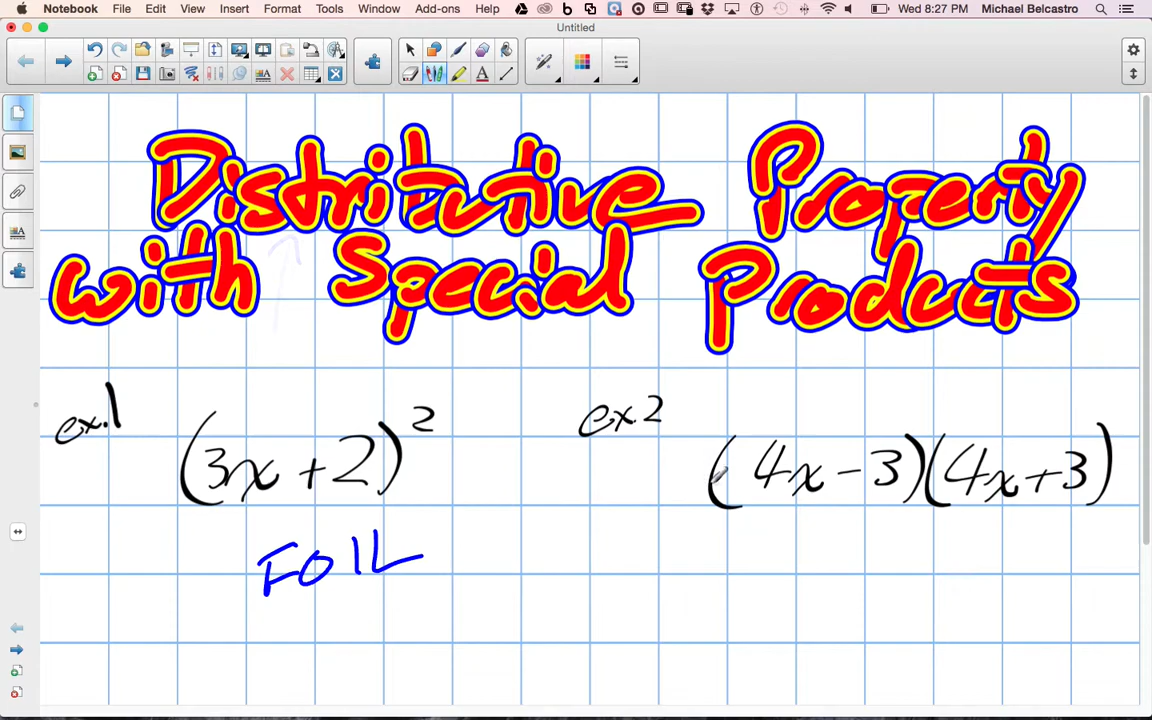 Notebook File Edit View Insert Format Tools Window Add-ons Help Wed 8:27 PM Michael Belcastro
Untitled
Distributive Property
with Special Products
ex.1 (3x + 2)² ex.2 (4x - 3)(4x + 3)
FOIL